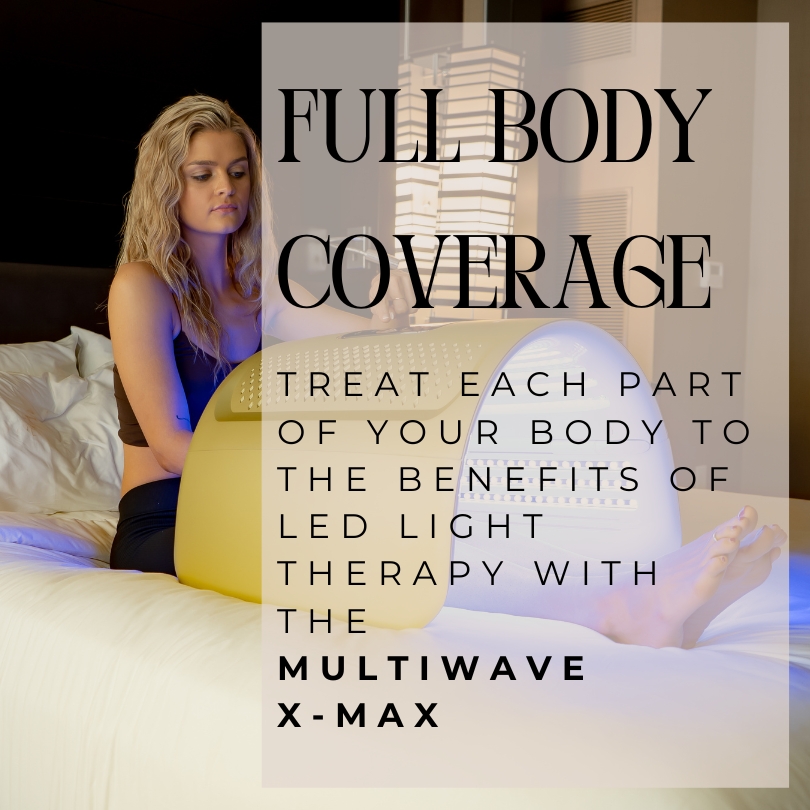 FULL BODY
COVERAGE
TREAT EACH PART
OF YOUR BODY TO
THE BENEFITS OF
LED LIGHT
THERAPY WITH
THE
MULTIWAVE
X-MAX